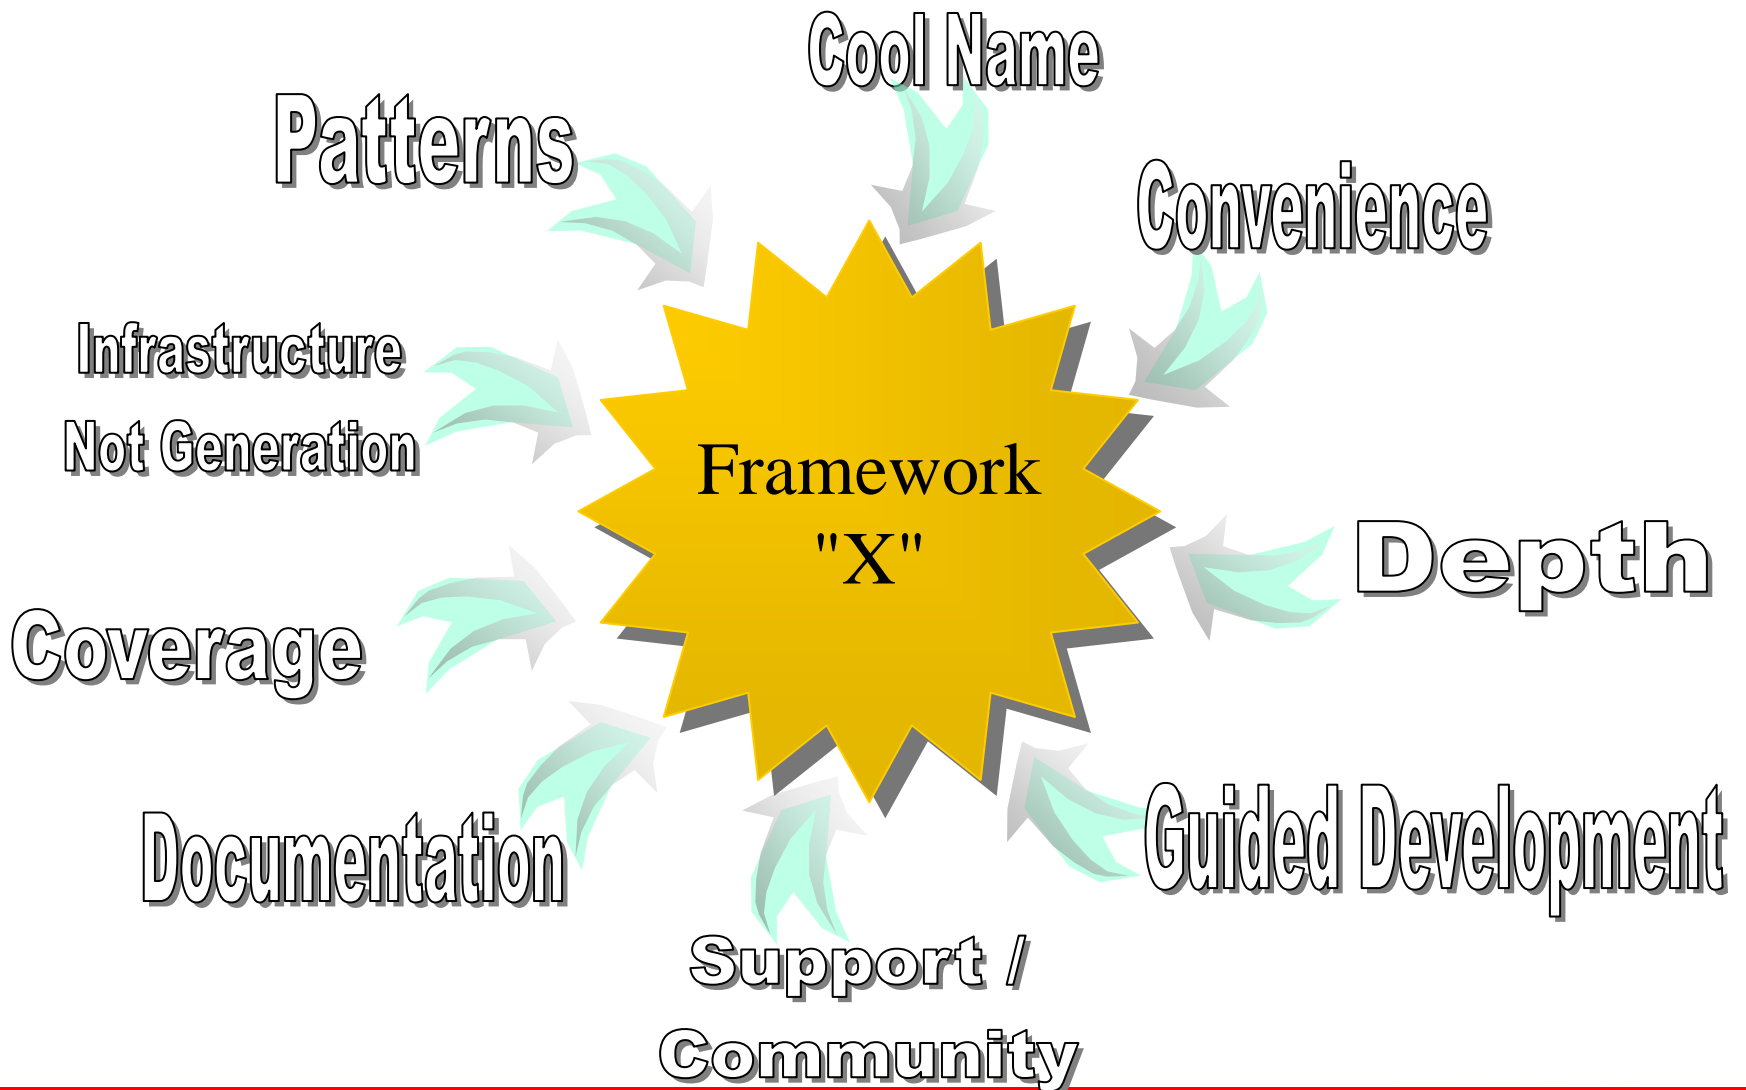 Cool Name
Patterns
Convenience
Infrastructure
Not Generation
Framework
"X"
Depth
Coverage
Documentation
Guided Development
Support /
Community